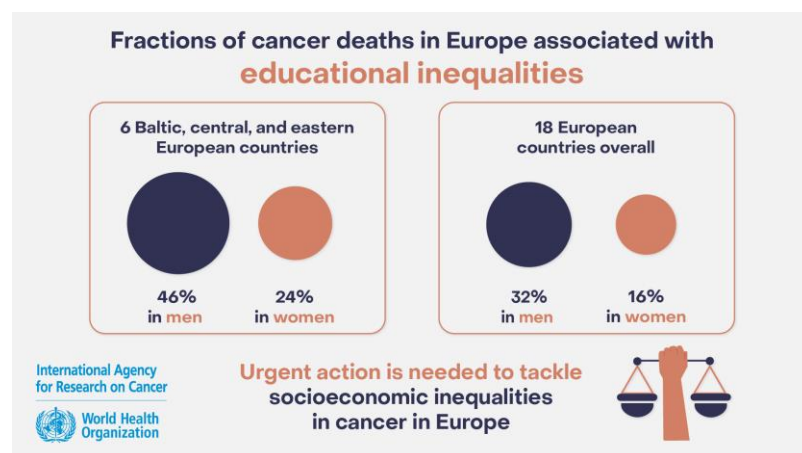 Fractions of cancer deaths in Europe associated with
educational inequalities
6 Baltic, central, and eastern
European countries
46%
in men
24%
in women
18 European
countries overall
32%
in men
16%
in women
International Agency
for Research on Cancer
World Health
Organization
Urgent action is needed to tackle
socioeconomic inequalities
in cancer in Europe